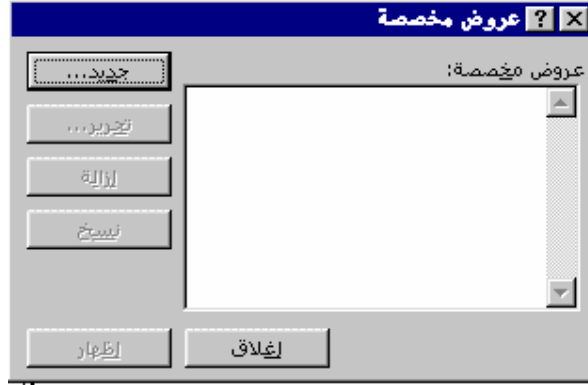 عروض مخصصة
عروض مخصصة:
جديد...
تحرير...
إزالة
نسخ
إغلاق
إظهار